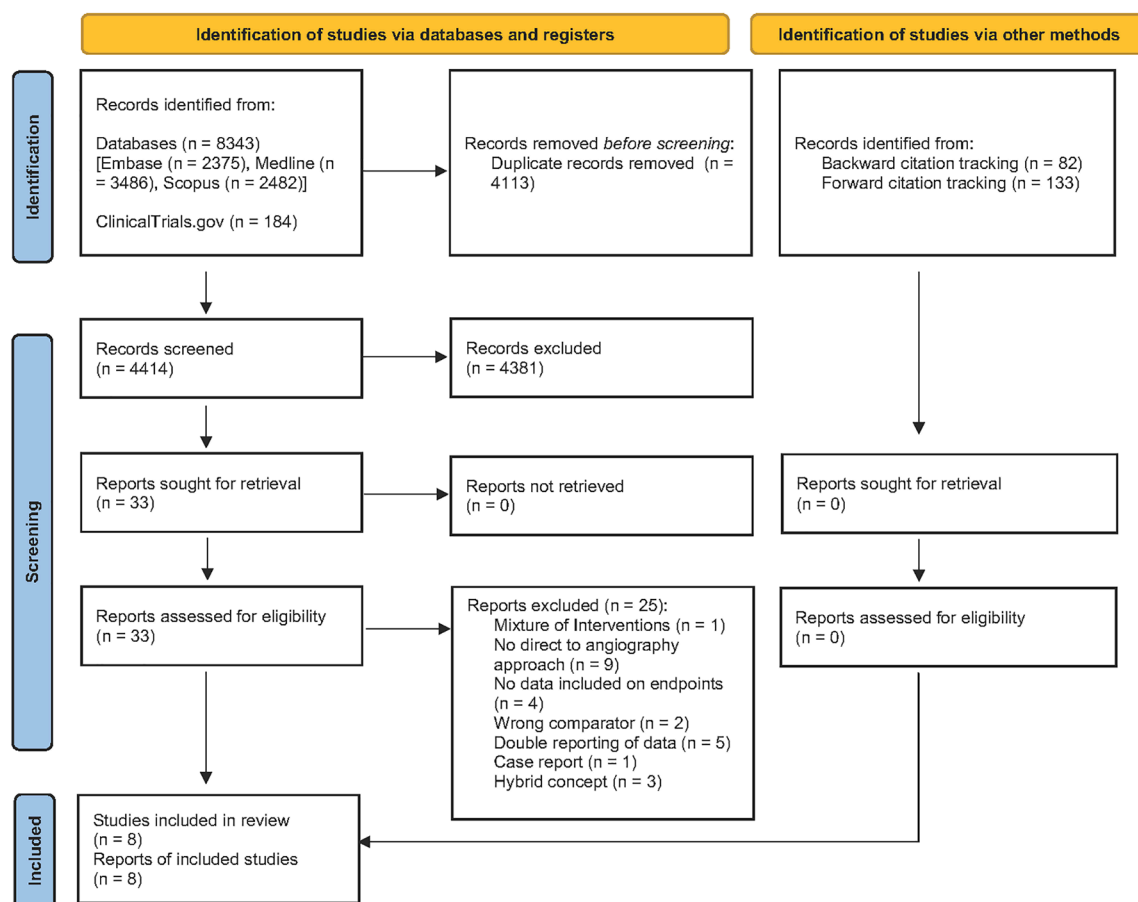 Identification of studies via databases and registers
Identification of studies via other methods
Identification
Records identified from:
Databases (n = 8343)
[Embase (n = 2375), Medline (n
= 3486), Scopus (n = 2482)]
ClinicalTrials.gov (n = 184)
Records removed before screening:
Duplicate records removed (n =
4113)
Records identified from:
Backward citation tracking (n = 82)
Forward citation tracking (n = 133)
Screening
Records screened
(n = 4414)
Records excluded
(n = 4381)
Reports sought for retrieval
(n = 33)
Reports not retrieved
(n = 0)
Reports sought for retrieval
(n = 0)
Reports assessed for eligibility
(n = 33)
Reports excluded (n = 25):
Mixture of Interventions (n = 1)
No direct to angiography
approach (n = 9)
No data included on endpoints
(n = 4)
Wrong comparator (n = 2)
Double reporting of data (n = 5)
Case report (n = 1)
Hybrid concept (n = 3)
Reports assessed for eligibility
(n = 0)
Included
Studies included in review
(n = 8)
Reports of included studies
(n = 8)